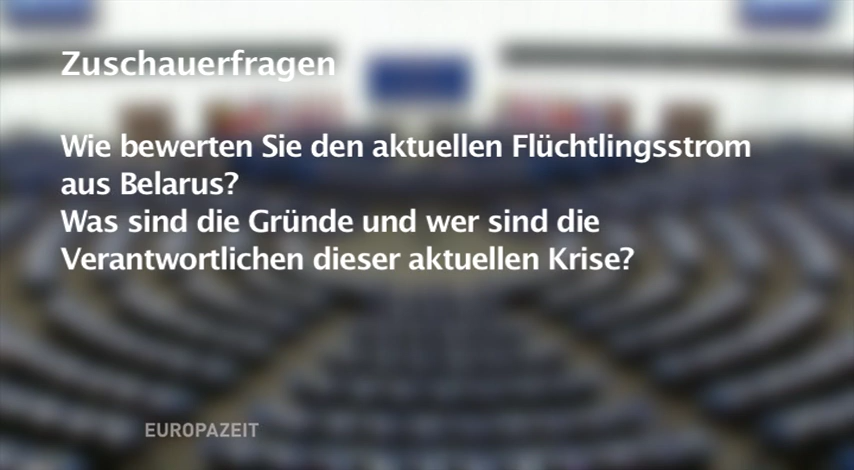 Zuschauerfragen
Wie bewerten Sie den aktuellen Flüchtlingsstrom
aus Belarus?
Was sind die Gründe und wer sind die
Verantwortlichen dieser aktuellen Krise?
EUROPAZEIT